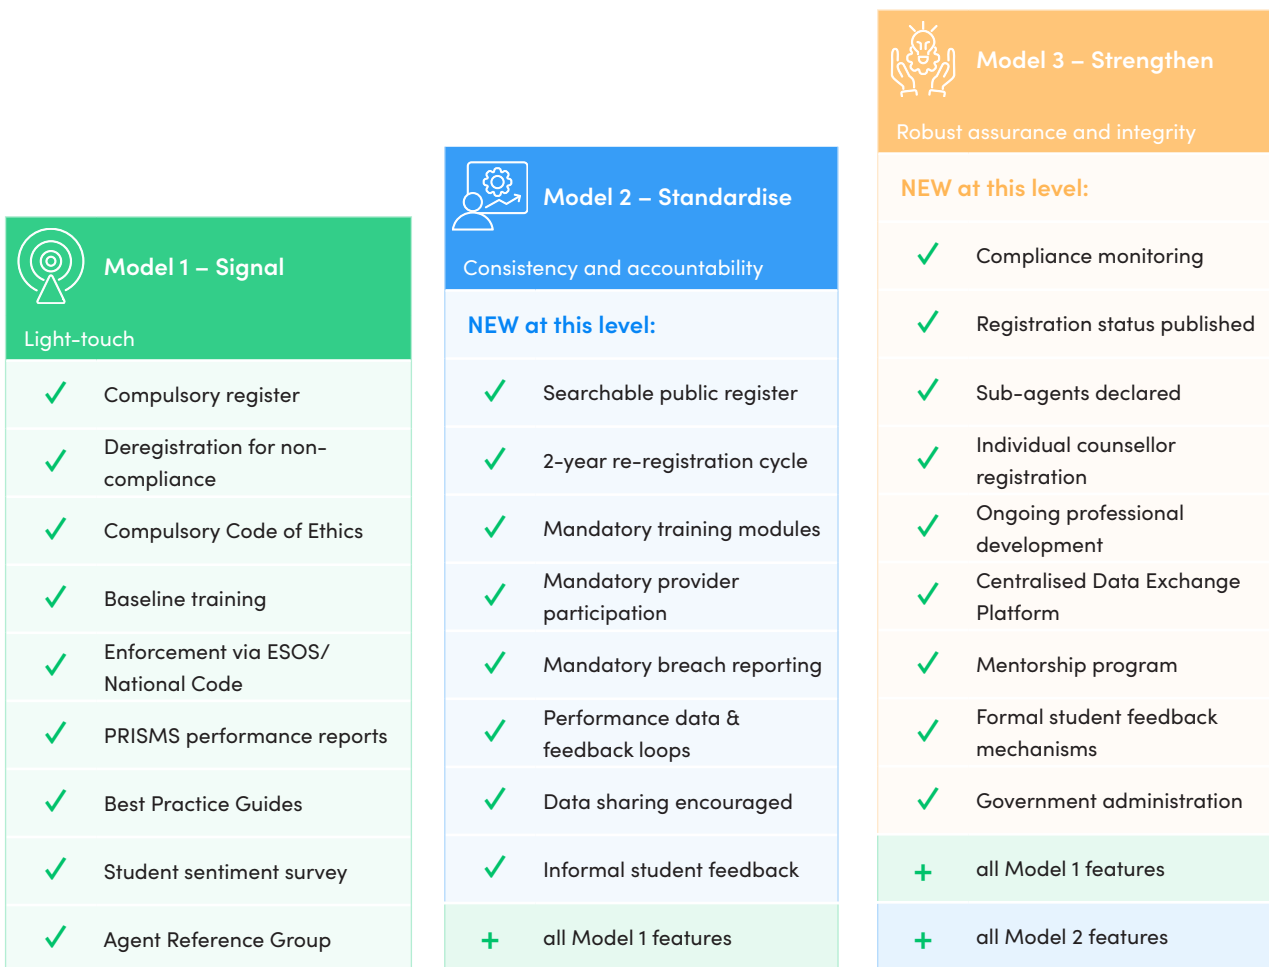 Model 1 – Signal
Light-touch
Compulsory register
Deregistration for non-
compliance
Compulsory Code of Ethics
Baseline training
Enforcement via ESOS/
National Code
PRISMS performance reports
Best Practice Guides
Student sentiment survey
Agent Reference Group
Model 2 – Standardise
Consistency and accountability
NEW at this level:
Searchable public register
2-year re-registration cycle
Mandatory training modules
Mandatory provider
participation
Mandatory breach reporting
Performance data &
feedback loops
Data sharing encouraged
Informal student feedback
+ all Model 1 features
Model 3 – Strengthen
Robust assurance and integrity
NEW at this level:
Compliance monitoring
Registration status published
Sub-agents declared
Individual counsellor
registration
Ongoing professional
development
Centralised Data Exchange
Platform
Mentorship program
Formal student feedback
mechanisms
Government administration
+ all Model 1 features
+ all Model 2 features